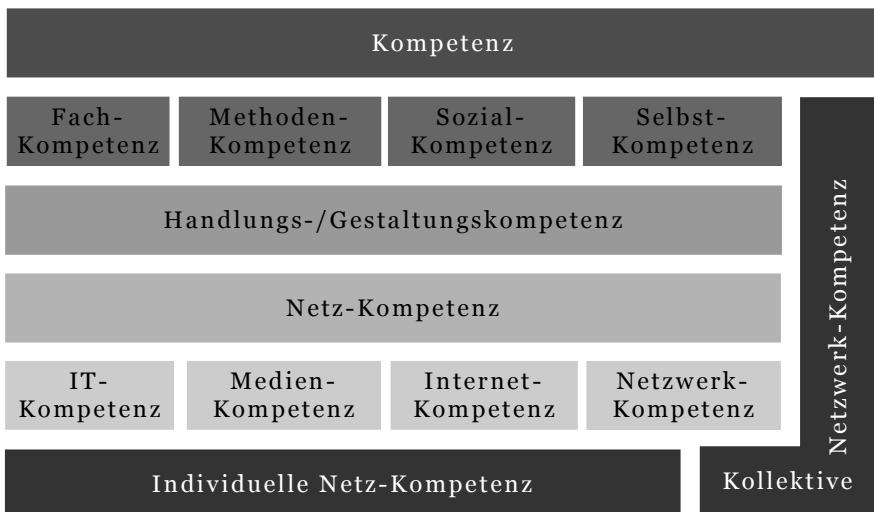 Kompetenz
Fach-
Kompetenz
Methoden-
Kompetenz
Sozial-
Kompetenz
Selbst-
Kompetenz
Handlungs-/Gestaltungskompetenz
Netz-Kompetenz
IT-
Kompetenz
Medien-
Kompetenz
Internet-
Kompetenz
Netzwerk-
Kompetenz
Individuelle Netz-Kompetenz
Kollektive
Netzwerk-Kompetenz